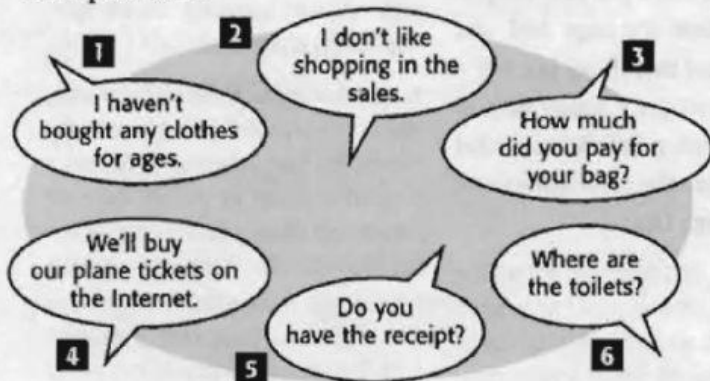 1
I haven't
bought any clothes
for ages.
2
I don't like
shopping in the
sales.
3
How much
did you pay for
your bag?
We'll buy
our plane tickets on
the Internet.
4
Do you
have the receipt?
5
Where are
the toilets?
6